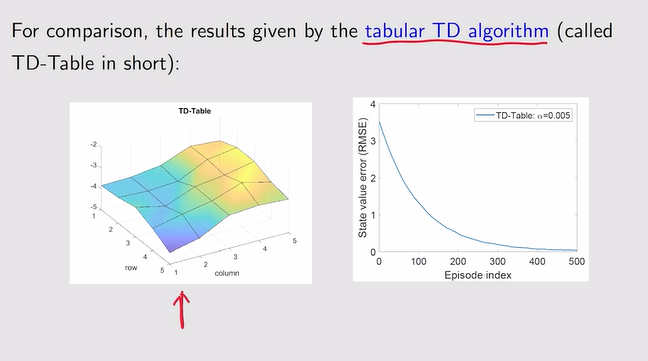 For comparison, the results given by the tabular TD algorithm (called
TD-Table in short):
TD-Table
-2
-3
-4
-5
1
2
3
4
5
row
1
2
3
4
5
column
TD-Table: α=0.005
4
3
2
1
0
State value error (RMSE)
0 100 200 300 400 500
Episode index